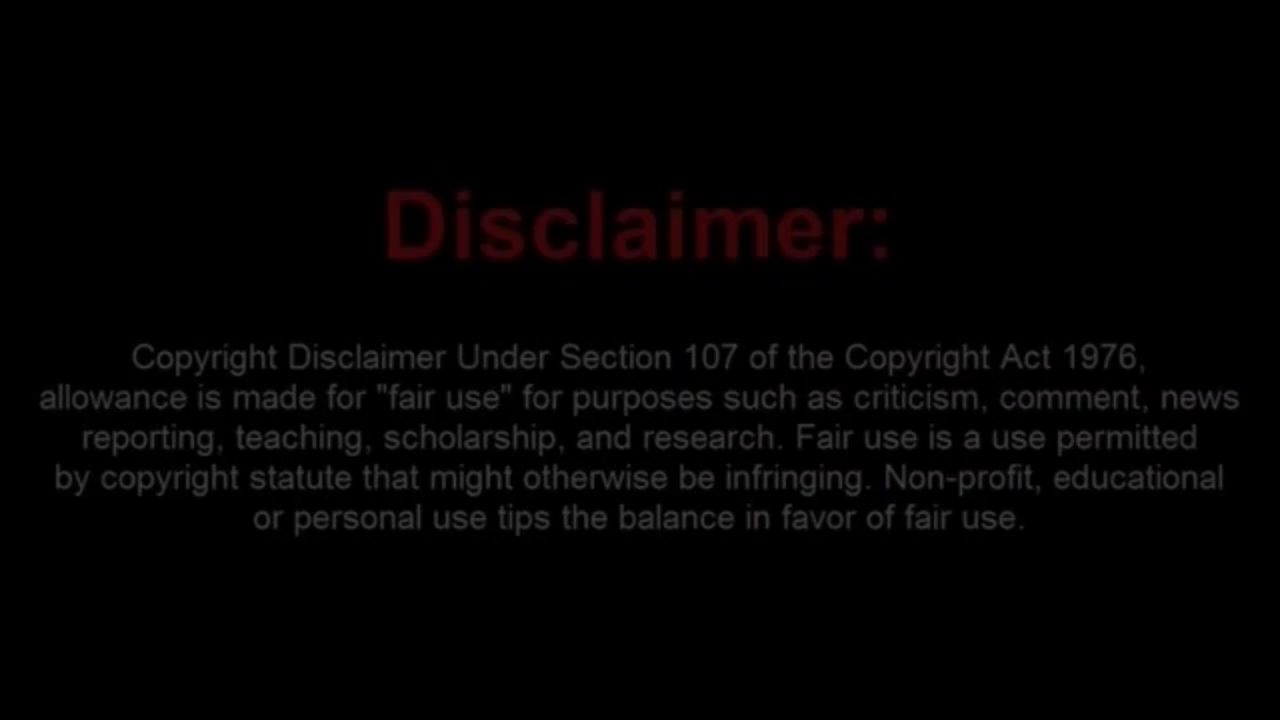 Disclaimer:
Copyright Disclaimer Under Section 107 of the Copyright Act 1976,
allowance is made for "fair use" for purposes such as criticism, comment, news
reporting, teaching, scholarship, and research. Fair use is a use permitted
by copyright statute that might otherwise be infringing. Non-profit, educational
or personal use tips the balance in favor of fair use.